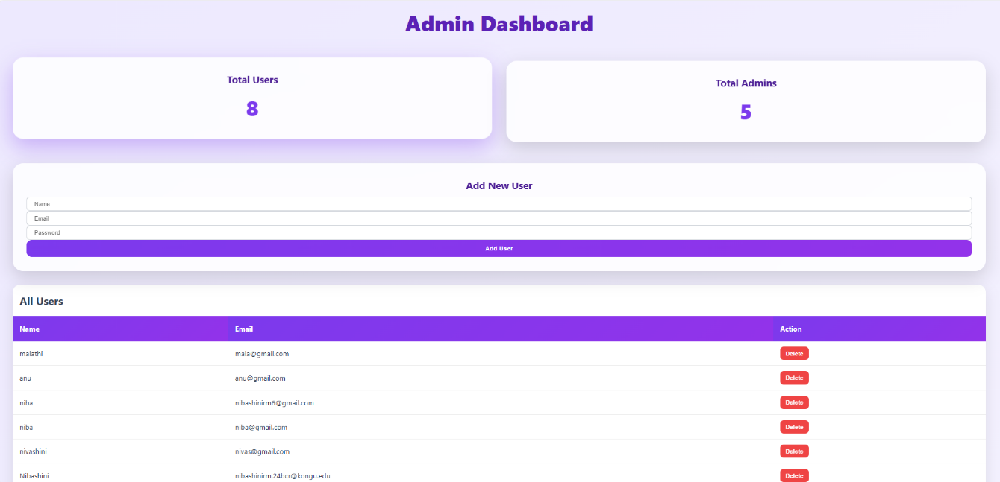 Admin Dashboard
Total Users
8
Total Admins
5
Add New User
Name
Email
Password
Add User
All Users
Name Email Action
malathi mala@gmail.com Delete
anu anu@gmail.com Delete
niba nibashinirm6@gmail.com Delete
niba niba@gmail.com Delete
nivashini nivas@gmail.com Delete
Nibashini nibashinirm.24bcr@kongu.edu Delete